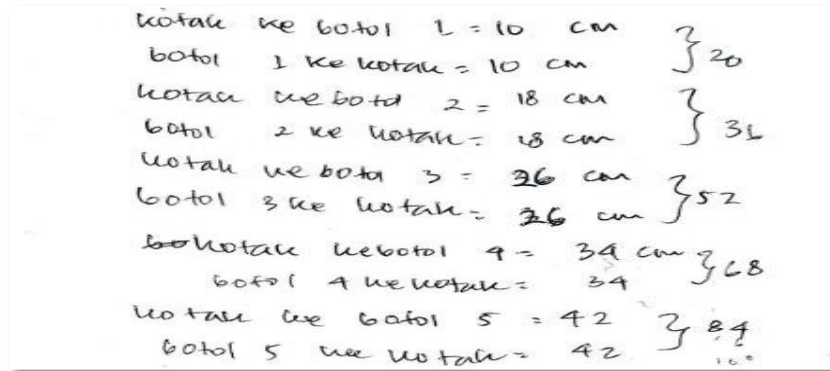 kotak ke botol 1 = 10 cm
botol 1 ke kotak = 10 cm } 20
kotak ke botol 2 = 18 cm
botol 2 ke kotak = 18 cm } 36
kotak ke botol 3 = 26 cm
botol 3 ke kotak = 26 cm } 52
kotak ke botol 4 = 34 cm
botol 4 ke kotak = 34 } 68
kotak ke botol 5 = 42
botol 5 ke kotak = 42 } 84